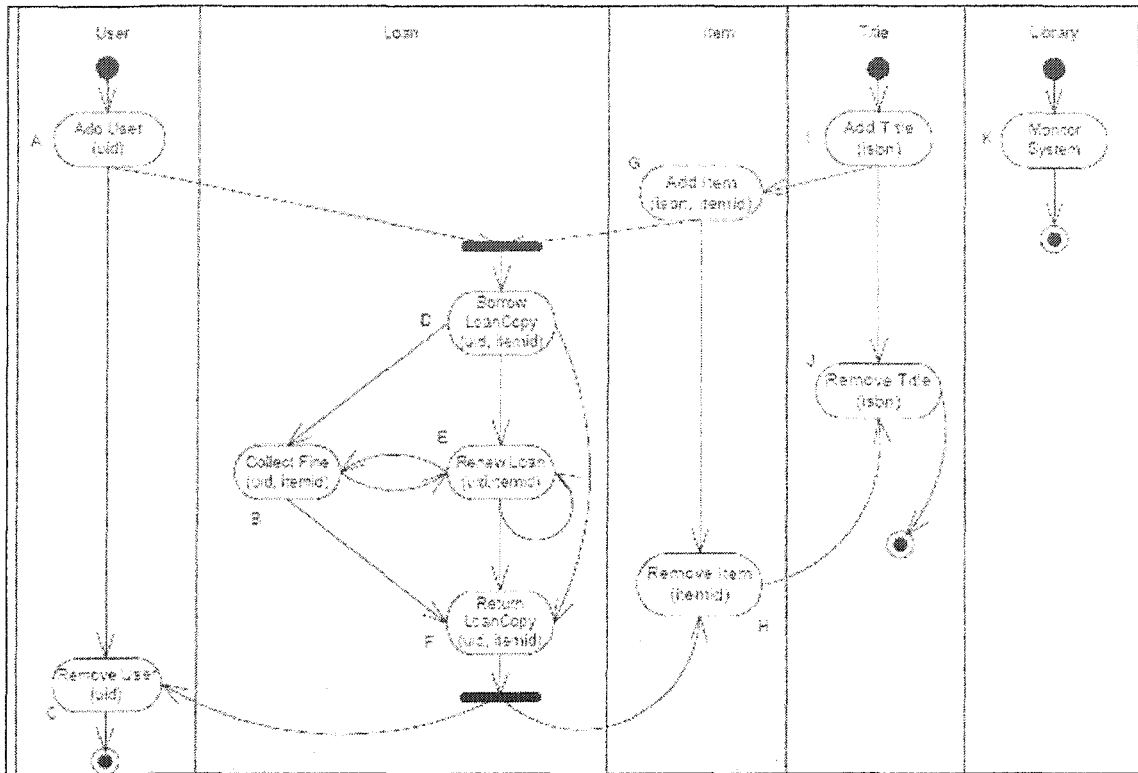 User
Loan
Item
Title
Library
A
Add User
(uid)
I
Add Title
(isbn)
K
Monitor
System
G
Add Item
(isbn, itemid)
D
Borrow
LoanCopy
(uid, itemid)
J
Remove Title
(isbn)
E
Collect Fine
(uid, itemid)
Renew Loan
(uid,itemid)
B
Remove Item
(itemid)
H
Return
LoanCopy
(uid, itemid)
F
Remove User
(uid)
C